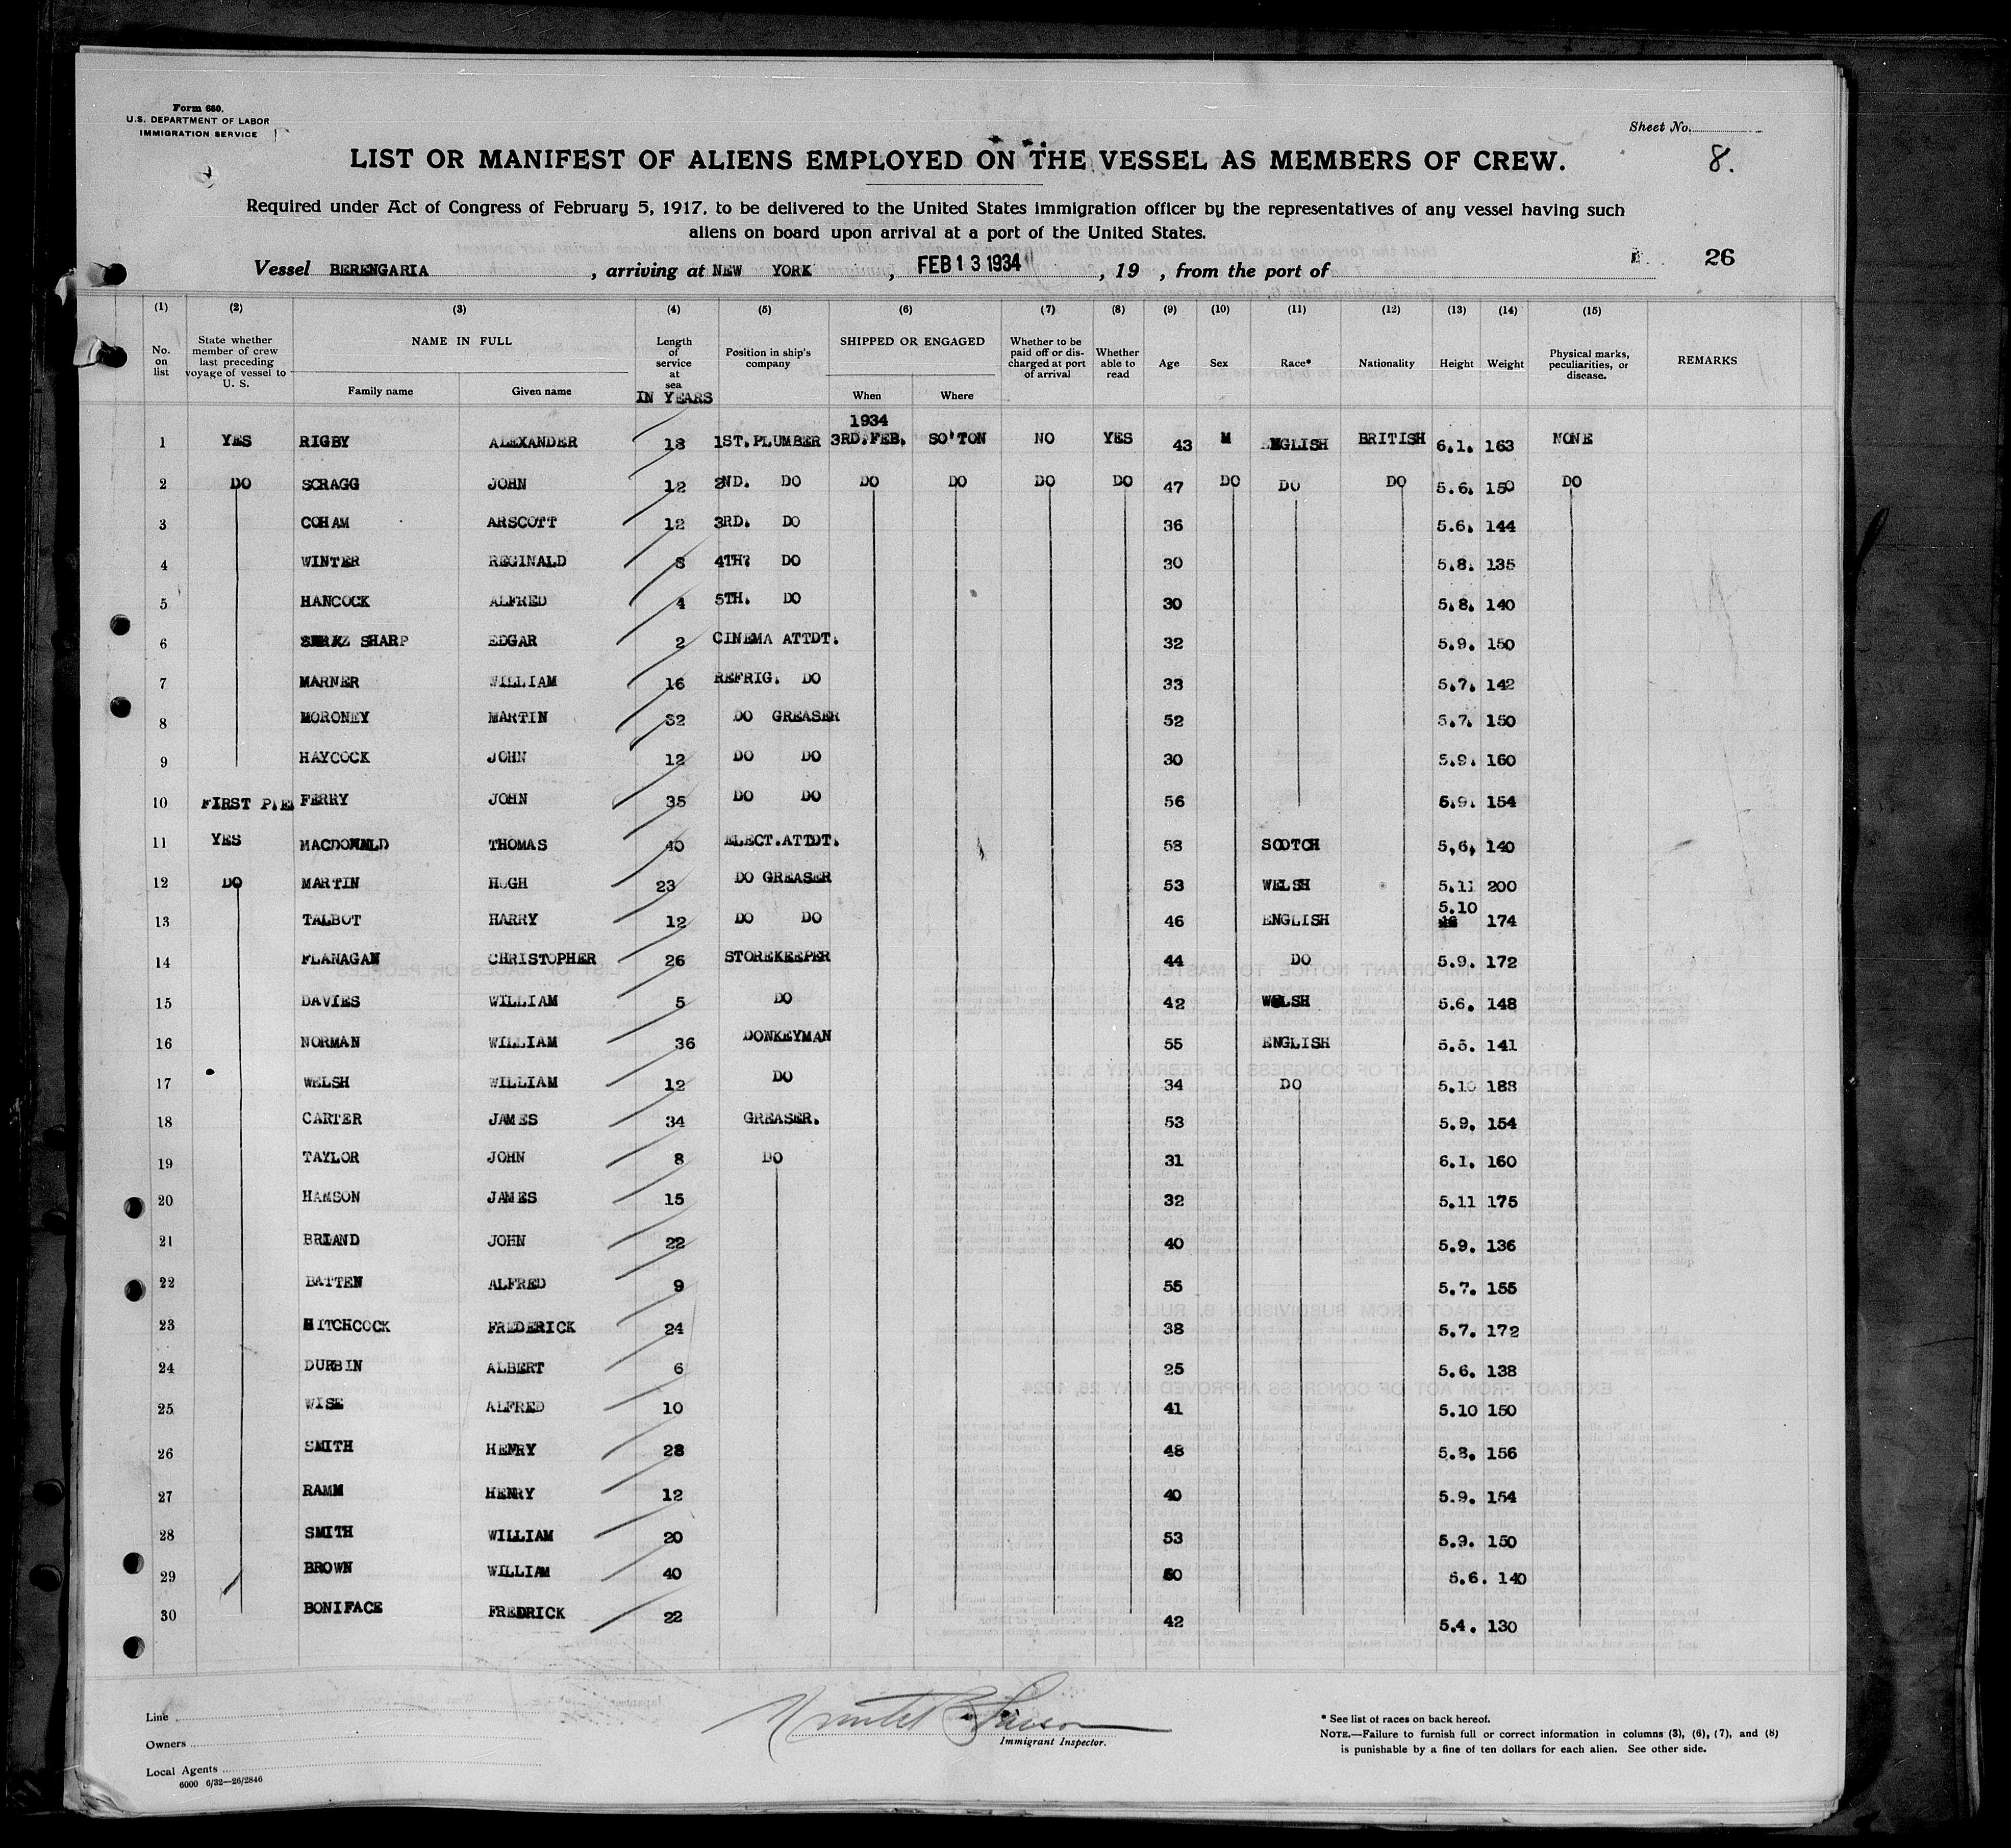 Form 680.
U.S. DEPARTMENT OF LABOR
IMMIGRATION SERVICE
Sheet No.
8.
LIST OR MANIFEST OF ALIENS EMPLOYED ON THE VESSEL AS MEMBERS OF CREW.
Required under Act of Congress of February 5, 1917, to be delivered to the United States immigration officer by the representatives of any vessel having such
aliens on board upon arrival at a port of the United States.
26
Vessel BERENGARIA, arriving at NEW YORK, FEB 13 1934, 19 , from the port of
(1) (2) (3) (4) (5) (6) (7) (8) (9) (10) (11) (12) (13) (14) (15)
No. on list State whether member of crew last preceding voyage of vessel to U. S. NAME IN FULL Family name Given name Length of service at sea IN YEARS Position in ship's company SHIPPED OR ENGAGED When Where Whether to be paid off or discharged at port of arrival Whether able to read Age Sex Race* Nationality Height Weight Physical marks, peculiarities, or disease. REMARKS
1934
1 YES RIGBY ALEXANDER 18 1ST.PLUMBER 3RD.FEB. SO'TON NO YES 43 M ENGLISH BRITISH 6.1. 163 NONE
2 DO SCRAGG JOHN 12 2ND. DO DO DO DO DO 47 DO DO DO 5.6. 150 DO
3 COHAM ARSCOTT 12 3RD. DO 36 5.6. 144
4 WINTER REGINALD 8 4TH? DO 30 5.8. 135
5 HANCOCK ALFRED 4 5TH. DO 30 5.8. 140
6 SHARP EDGAR 2 CINEMA ATTDT. 32 5.9. 150
7 MARNER WILLIAM 16 REFRIG. DO 33 5.7. 142
8 MORONEY MARTIN 32 DO GREASER 52 5.7. 150
9 HAYCOCK JOHN 12 DO DO 30 5.9. 160
10 FIRST FERRY JOHN 35 DO DO 56 5.9. 154
11 YES MACDONALD THOMAS 40 ELECT.ATTDT. 58 SCOTCH 5,6, 140
12 DO MARTIN HUGH 23 DO GREASER 53 WELSH 5.11 200
13 TALBOT HARRY 12 DO DO 46 ENGLISH 5.10 174
14 FLANAGAN CHRISTOPHER 26 STOREKEEPER 44 DO 5.9. 172
15 DAVIES WILLIAM 5 DO 42 WELSH 5.6. 148
16 NORMAN WILLIAM 36 DONKEYMAN 55 ENGLISH 5.5. 141
17 WELSH WILLIAM 12 DO 34 DO 5.10 188
18 CARTER JAMES 34 GREASER. 53 5.9. 154
19 TAYLOR JOHN 8 DO 31 6.1. 160
20 HAMSON JAMES 15 32 5.11 175
21 BRIAND JOHN 22 40 5.9. 136
22 BATTEN ALFRED 9 55 5.7. 155
23 HITCHCOCK FREDERICK 24 38 5.7. 172
24 DURBIN ALBERT 6 25 5.6. 138
25 WISE ALFRED 10 41 5.10 150
26 SMITH HENRY 28 48 5.8. 156
27 RAMM HENRY 12 40 5.9. 154
28 SMITH WILLIAM 20 53 5.9. 150
29 BROWN WILLIAM 40 5.6. 140
30 BONIFACE FREDRICK 22 42 5.4. 130
Line
Owners
Local Agents
6000 6/32—26/2846
Immigrant Inspector.
* See list of races on back hereof.
NOTE.—Failure to furnish full or correct information in columns (3), (6), (7), and (8)
is punishable by a fine of ten dollars for each alien. See other side.